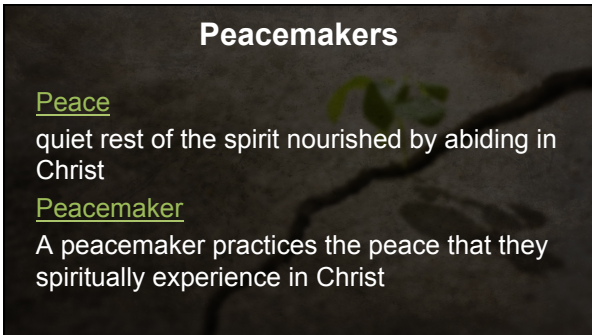 Peacemakers
Peace
quiet rest of the spirit nourished by abiding in
Christ
Peacemaker
A peacemaker practices the peace that they
spiritually experience in Christ